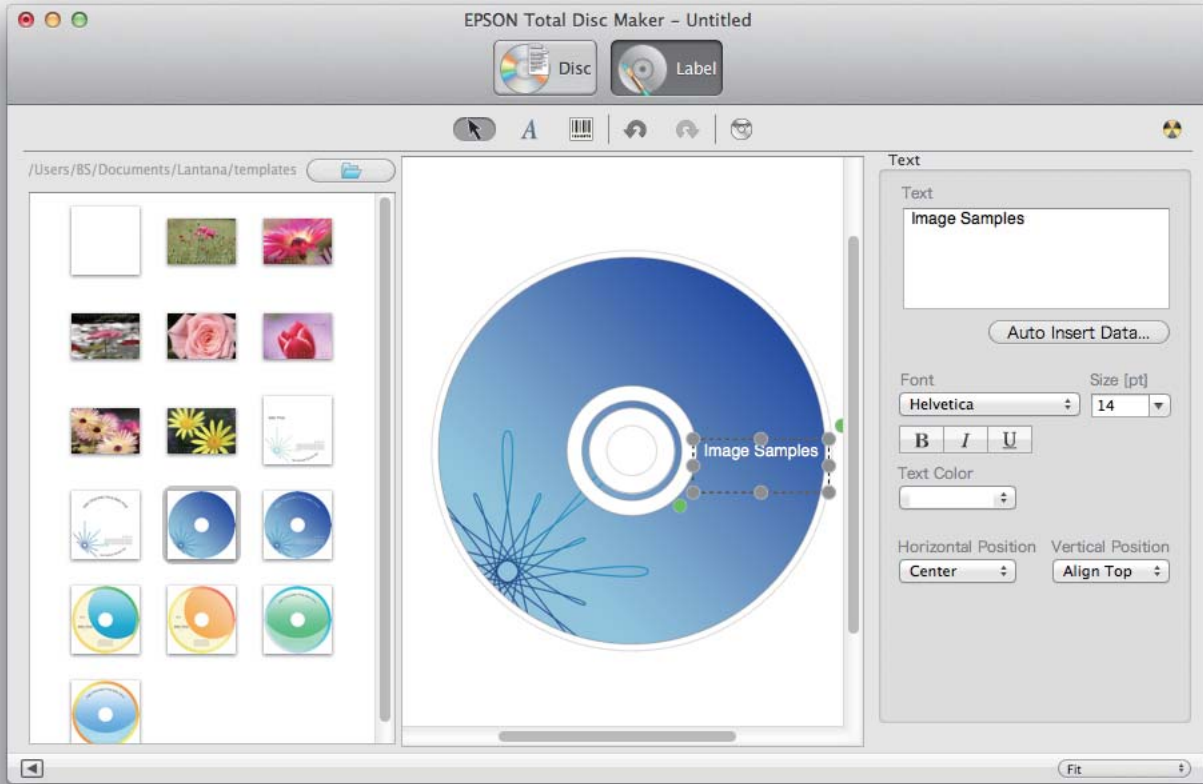 EPSON Total Disc Maker – Untitled
Disc
Label
A
/Users/BS/Documents/Lantana/templates
Text
Text
Image Samples
Auto Insert Data...
Font
Size [pt]
Helvetica
14
B I U
Text Color
Horizontal Position
Vertical Position
Center
Align Top
Image Samples
Fit